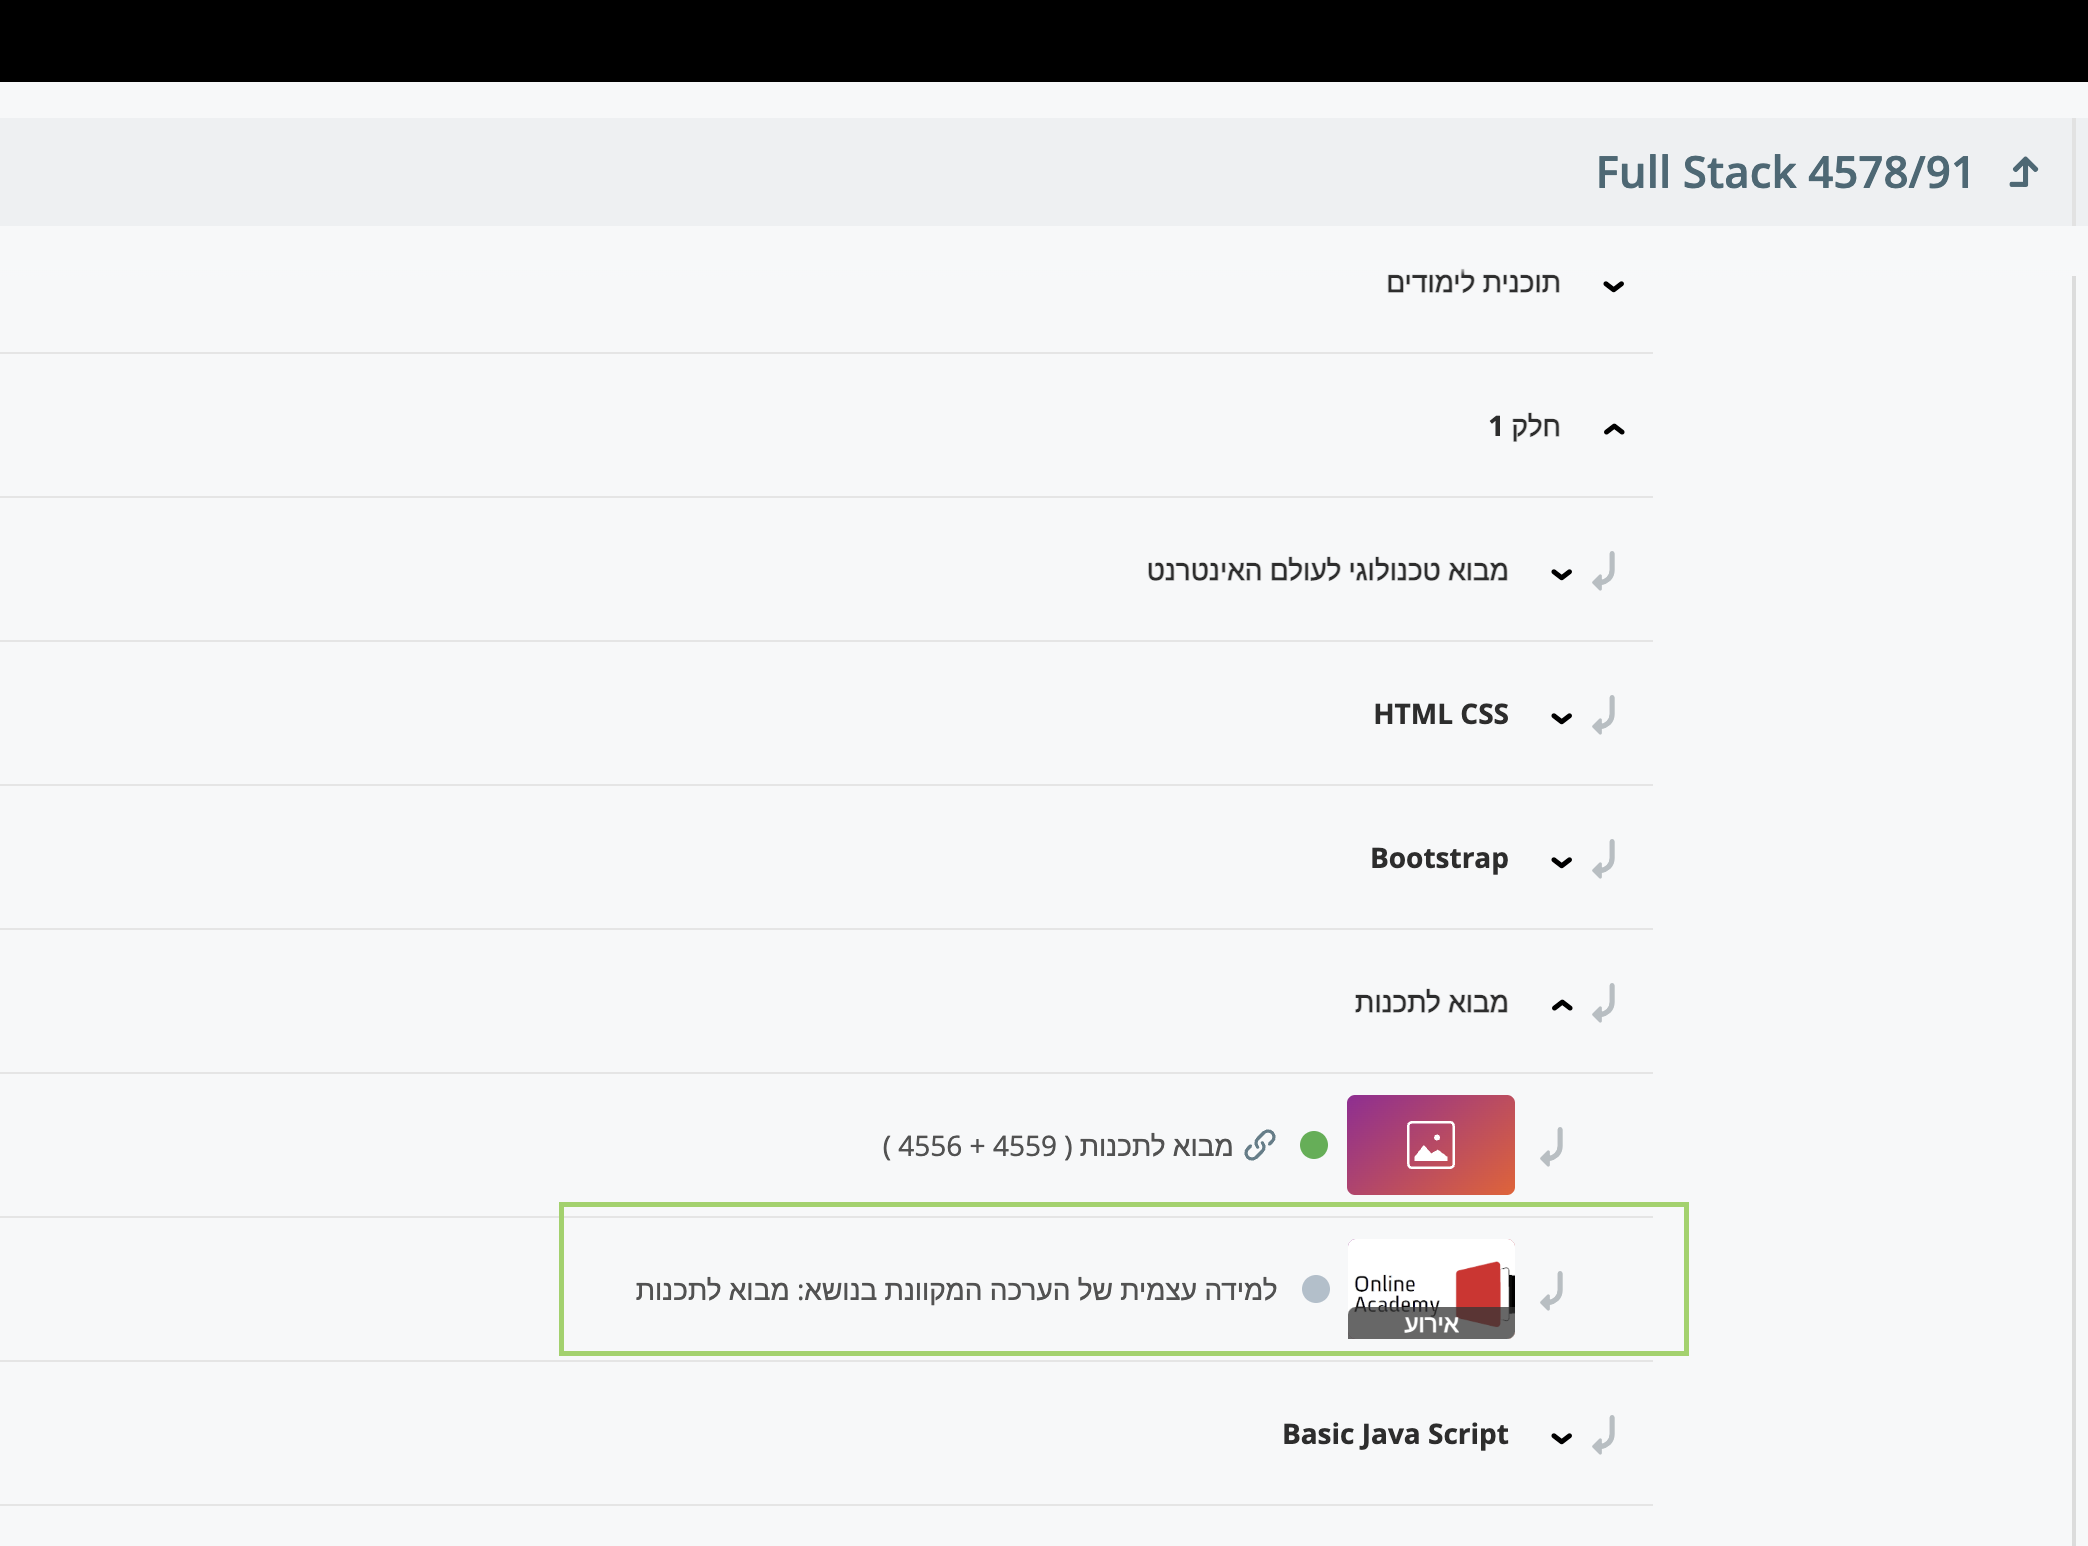 Full Stack 4578/91
תוכנית לימודים
חלק 1
מבוא טכנולוגי לעולם האינטרנט
HTML CSS
Bootstrap
מבוא לתכנות
מבוא לתכנות ( 4559 + 4556 )
Online
Academy
אירוע
למידה עצמית של הערכה המקוונת בנושא: מבוא לתכנות
Basic Java Script